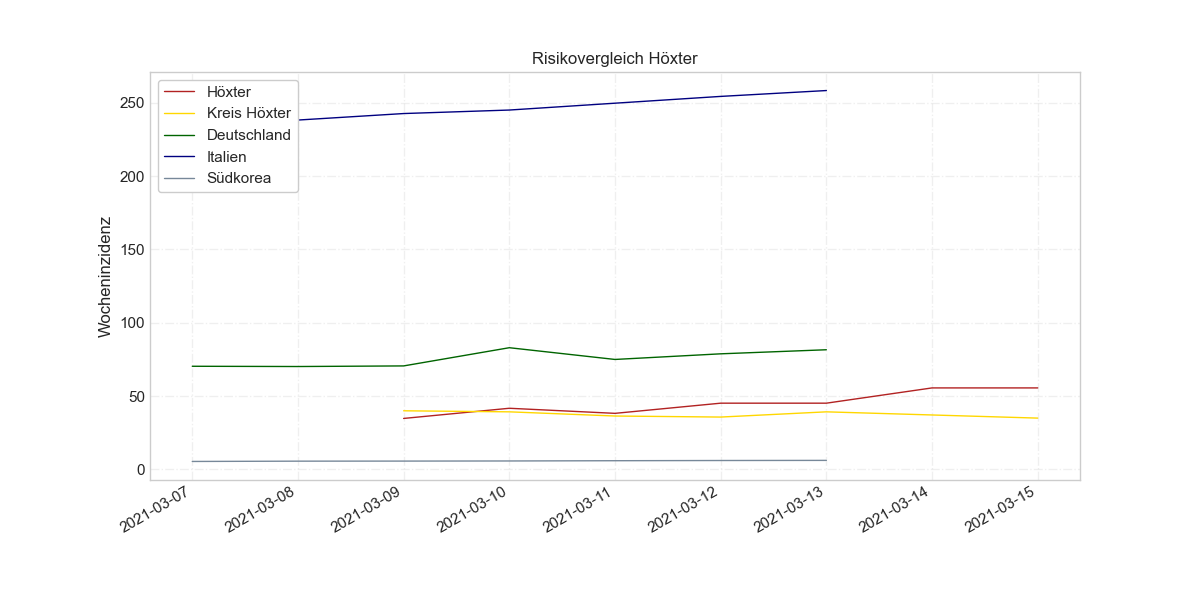 Risikovergleich Höxter
Höxter
Kreis Höxter
Deutschland
Italien
Südkorea
Wocheninzidenz
250
200
150
100
50
0
2021-03-07
2021-03-08
2021-03-09
2021-03-10
2021-03-11
2021-03-12
2021-03-13
2021-03-14
2021-03-15